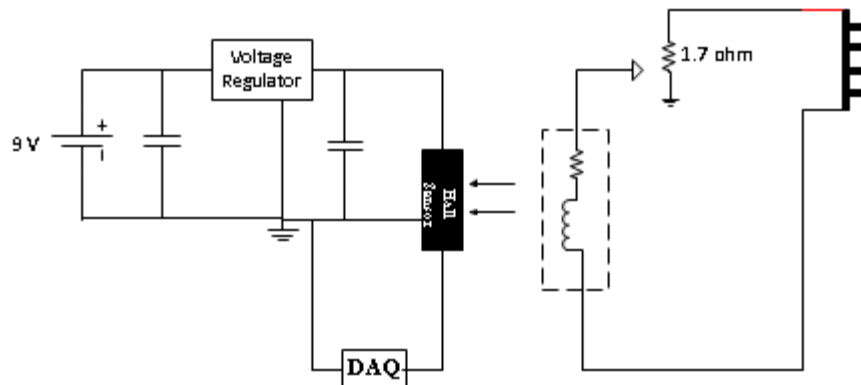 Voltage
Regulator
1.7 ohm
9 V
+
Hall
Sensor
DAQ